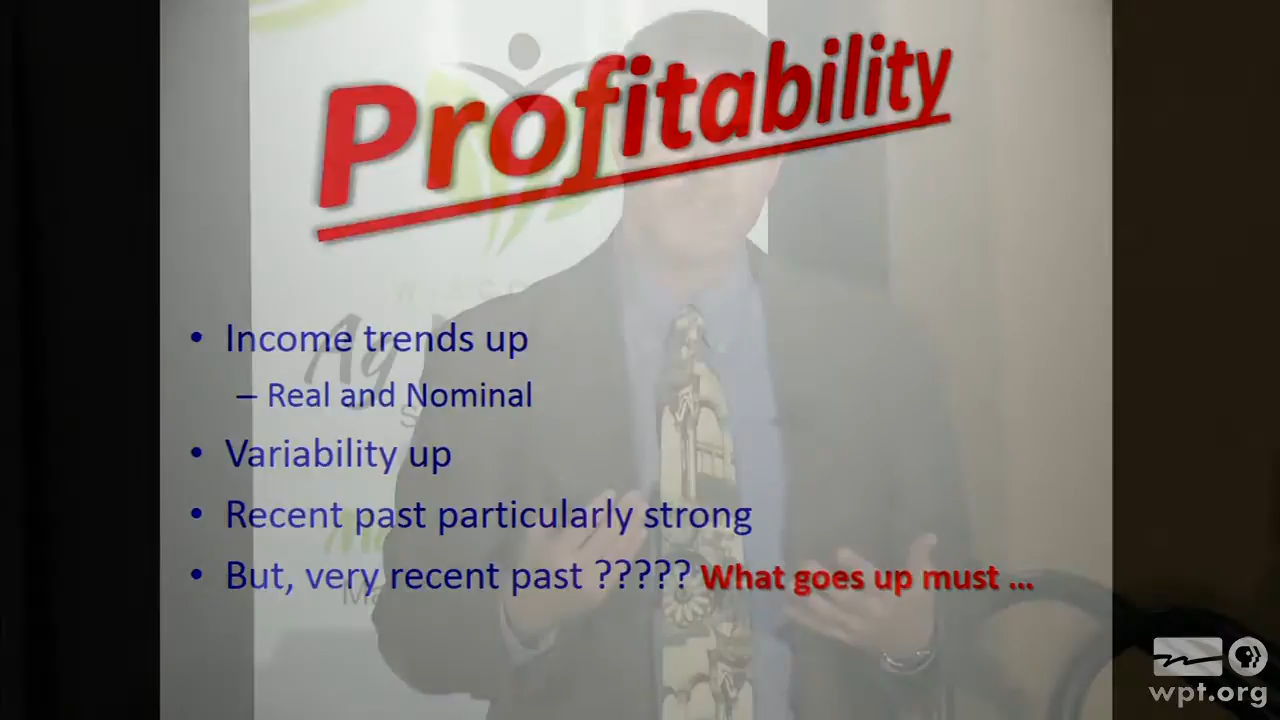 Profitability
• Income trends up
– Real and Nominal
• Variability up
• Recent past particularly strong
• But, very recent past ????? What goes up must ...
Ag
wpt.org